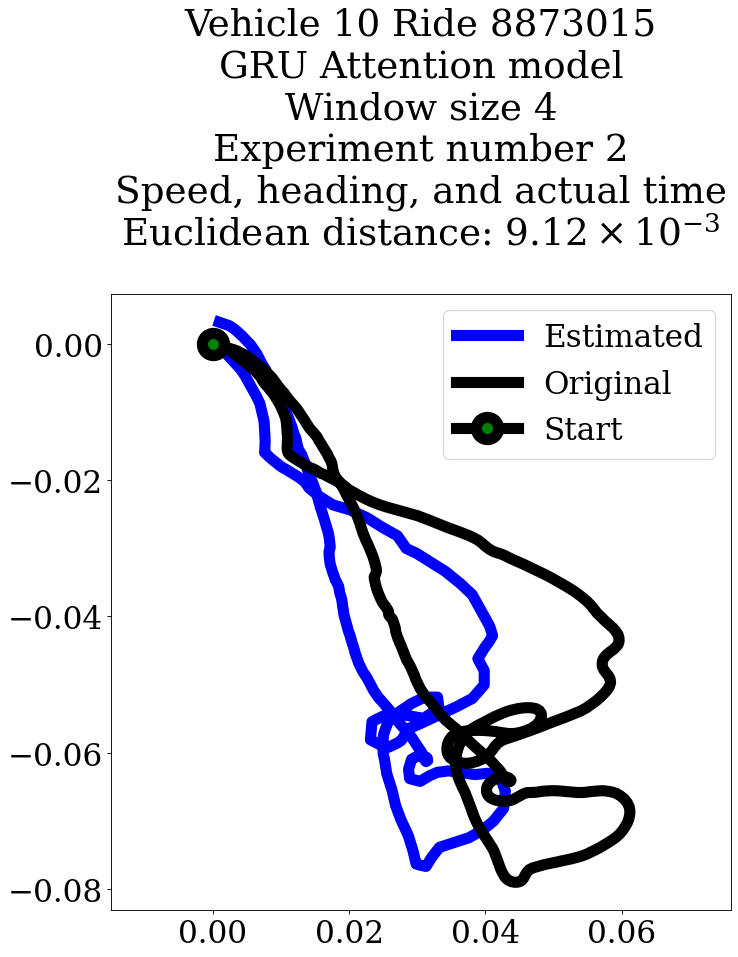 Vehicle 10 Ride 8873015
GRU Attention model
Window size 4
Experiment number 2
Speed, heading, and actual time
Euclidean distance: 9.12 × 10⁻³
Estimated
Original
Start
0.00
−0.02
−0.04
−0.06
−0.08
0.00 0.02 0.04 0.06